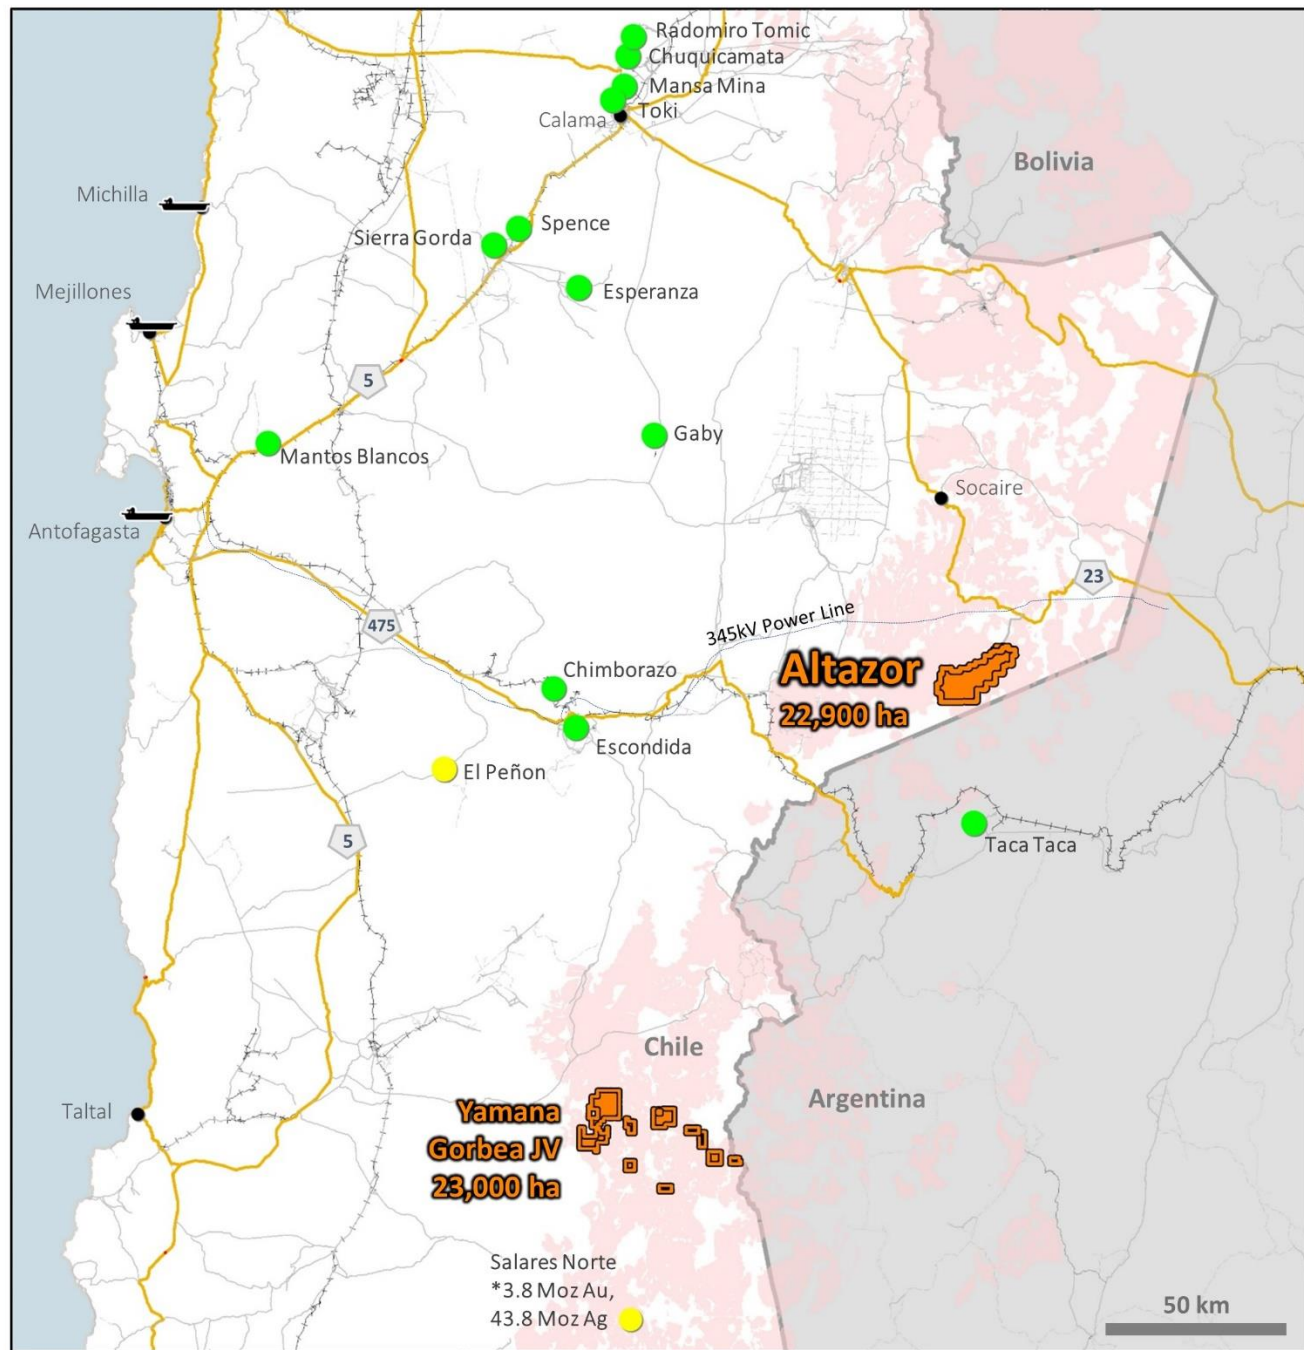 Radomiro Tomic
Chuquicamata
Mansa Mina
Toki
Calama
Bolivia
Michilla
Spence
Sierra Gorda
Esperanza
Mejillones
5
Gaby
Mantos Blancos
Socaire
Antofagasta
23
475
345kV Power Line
Altazor
22,900 ha
Chimborazo
Escondida
El Peñon
5
Taca Taca
Chile
Argentina
Taltal
Yamana
Gorbea JV
23,000 ha
Salares Norte
*3.8 Moz Au,
43.8 Moz Ag
50 km